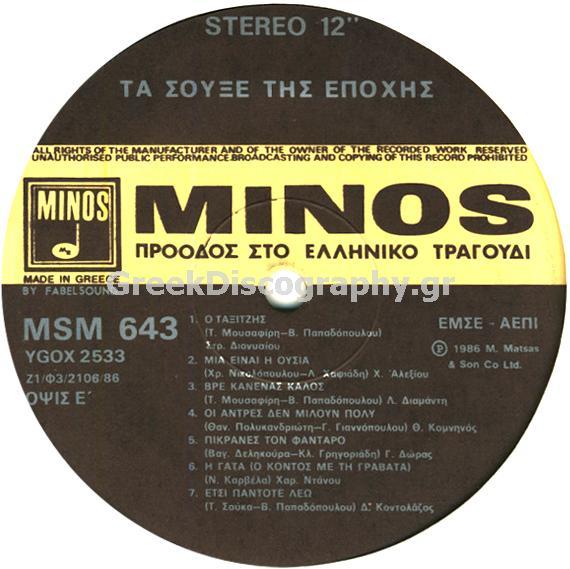 STEREO 12"
ΤΑ ΣΟΥΞΕ ΤΗΣ ΕΠΟΧΗΣ
ALL RIGHTS OF THE MANUFACTURER AND OF THE OWNER OF THE RECORDED WORK RESERVED
UNAUTHORISED PUBLIC PERFORMANCE.BROADCASTING AND COPYING OF THIS RECORD PROHIBITED
MINOS
MINOS
ΠΡΟΟΔΟΣ ΣΤΟ ΕΛΛΗΝΙΚΟ ΤΡΑΓΟΥΔΙ
MADE IN GREECE
BY FABELSOUND
GreekDiscography.gr
MSM 643
YGOX 2533
Ζ1/Φ3/2106/86
ΟΨΙΣ Ε΄
1. Ο ΤΑΞΙΤΖΗΣ
(Τ. Μουσαφίρη-Β. Παπαδόπουλου)
Στρ. Διονυσίου
2. ΜΙΑ ΕΙΝΑΙ Η ΟΥΣΙΑ
(Χρ. Νικολόπουλου-Λ. Χαψιάδη) Χ. Ἀλεξίου
3. ΒΡΕ ΚΑΝΕΝΑΣ ΚΑΛΟΣ
(Τ. Μουσαφίρη-Β. Παπαδόπουλου) Λ. Διαμάντη
4. ΟΙ ΑΝΤΡΕΣ ΔΕΝ ΜΙΛΟΥΝ ΠΟΛΥ
(Θαν. Πολυκανδριώτη-Γ. Γιαννόπουλου) Θ. Κομνηνός
5. ΠΙΚΡΑΝΕΣ ΤΟΝ ΦΑΝΤΑΡΟ
(Βαγ. Δεληκούρα-Κλ. Γρηγοριάδη) Γ. Δώρας
6. Η ΓΑΤΑ (Ο ΚΟΝΤΟΣ ΜΕ ΤΗ ΓΡΑΒΑΤΑ)
(Ν. Καρβέλα) Χαρ. Ντάνου
7. ΕΤΣΙ ΠΑΝΤΟΤΕ ΛΕΩ
(Τ. Σούκα-Β. Παπαδόπουλου) Δ. Κοντολάζος
ΕΜΣΕ - ΑΕΠΙ
℗ 1986 M. Matsas
& Son Co Ltd.